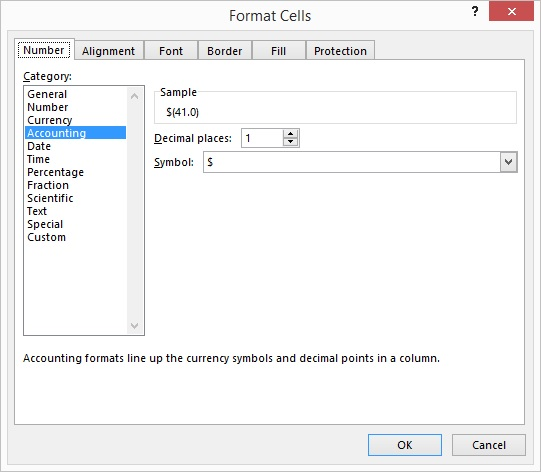 Format Cells
?
Number Alignment Font Border Fill Protection
Category:
General
Number
Currency
Accounting
Date
Time
Percentage
Fraction
Scientific
Text
Special
Custom
Sample
$(41.0)
Decimal places: 1
Symbol: $
Accounting formats line up the currency symbols and decimal points in a column.
OK Cancel